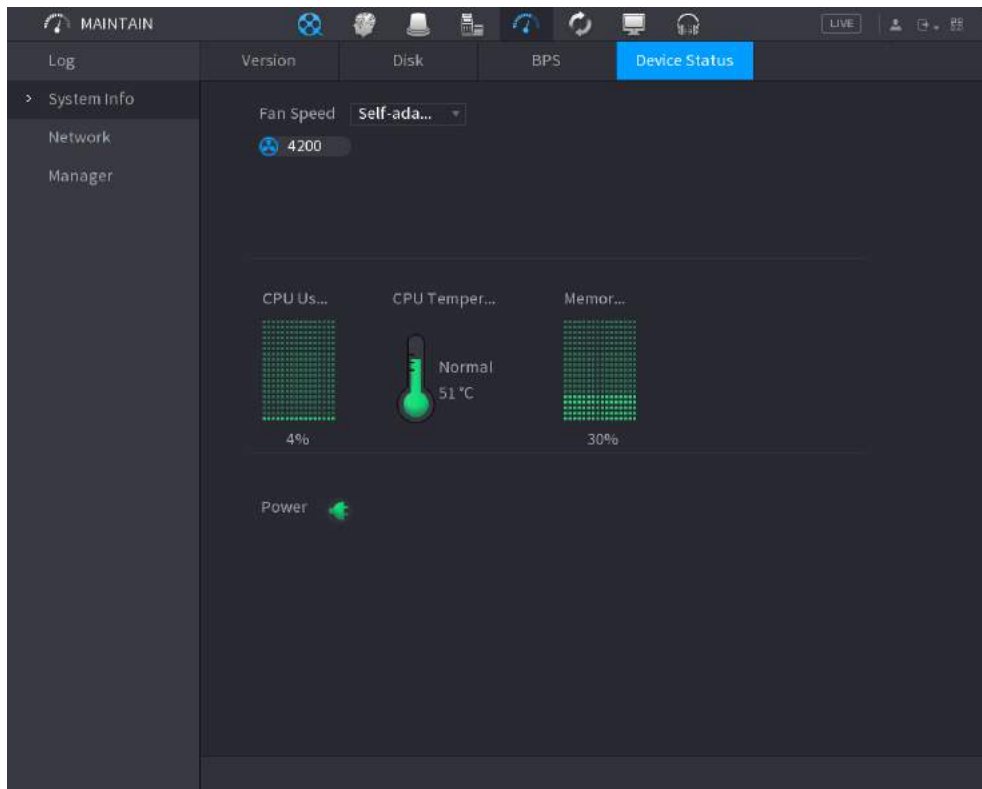 MAINTAIN
LIVE
Log
Version
Disk
BPS
Device Status
System Info
Network
Manager
Fan Speed
Self-ada...
4200
CPU Us...
CPU Temper...
Memor...
Normal
51 °C
4%
30%
Power